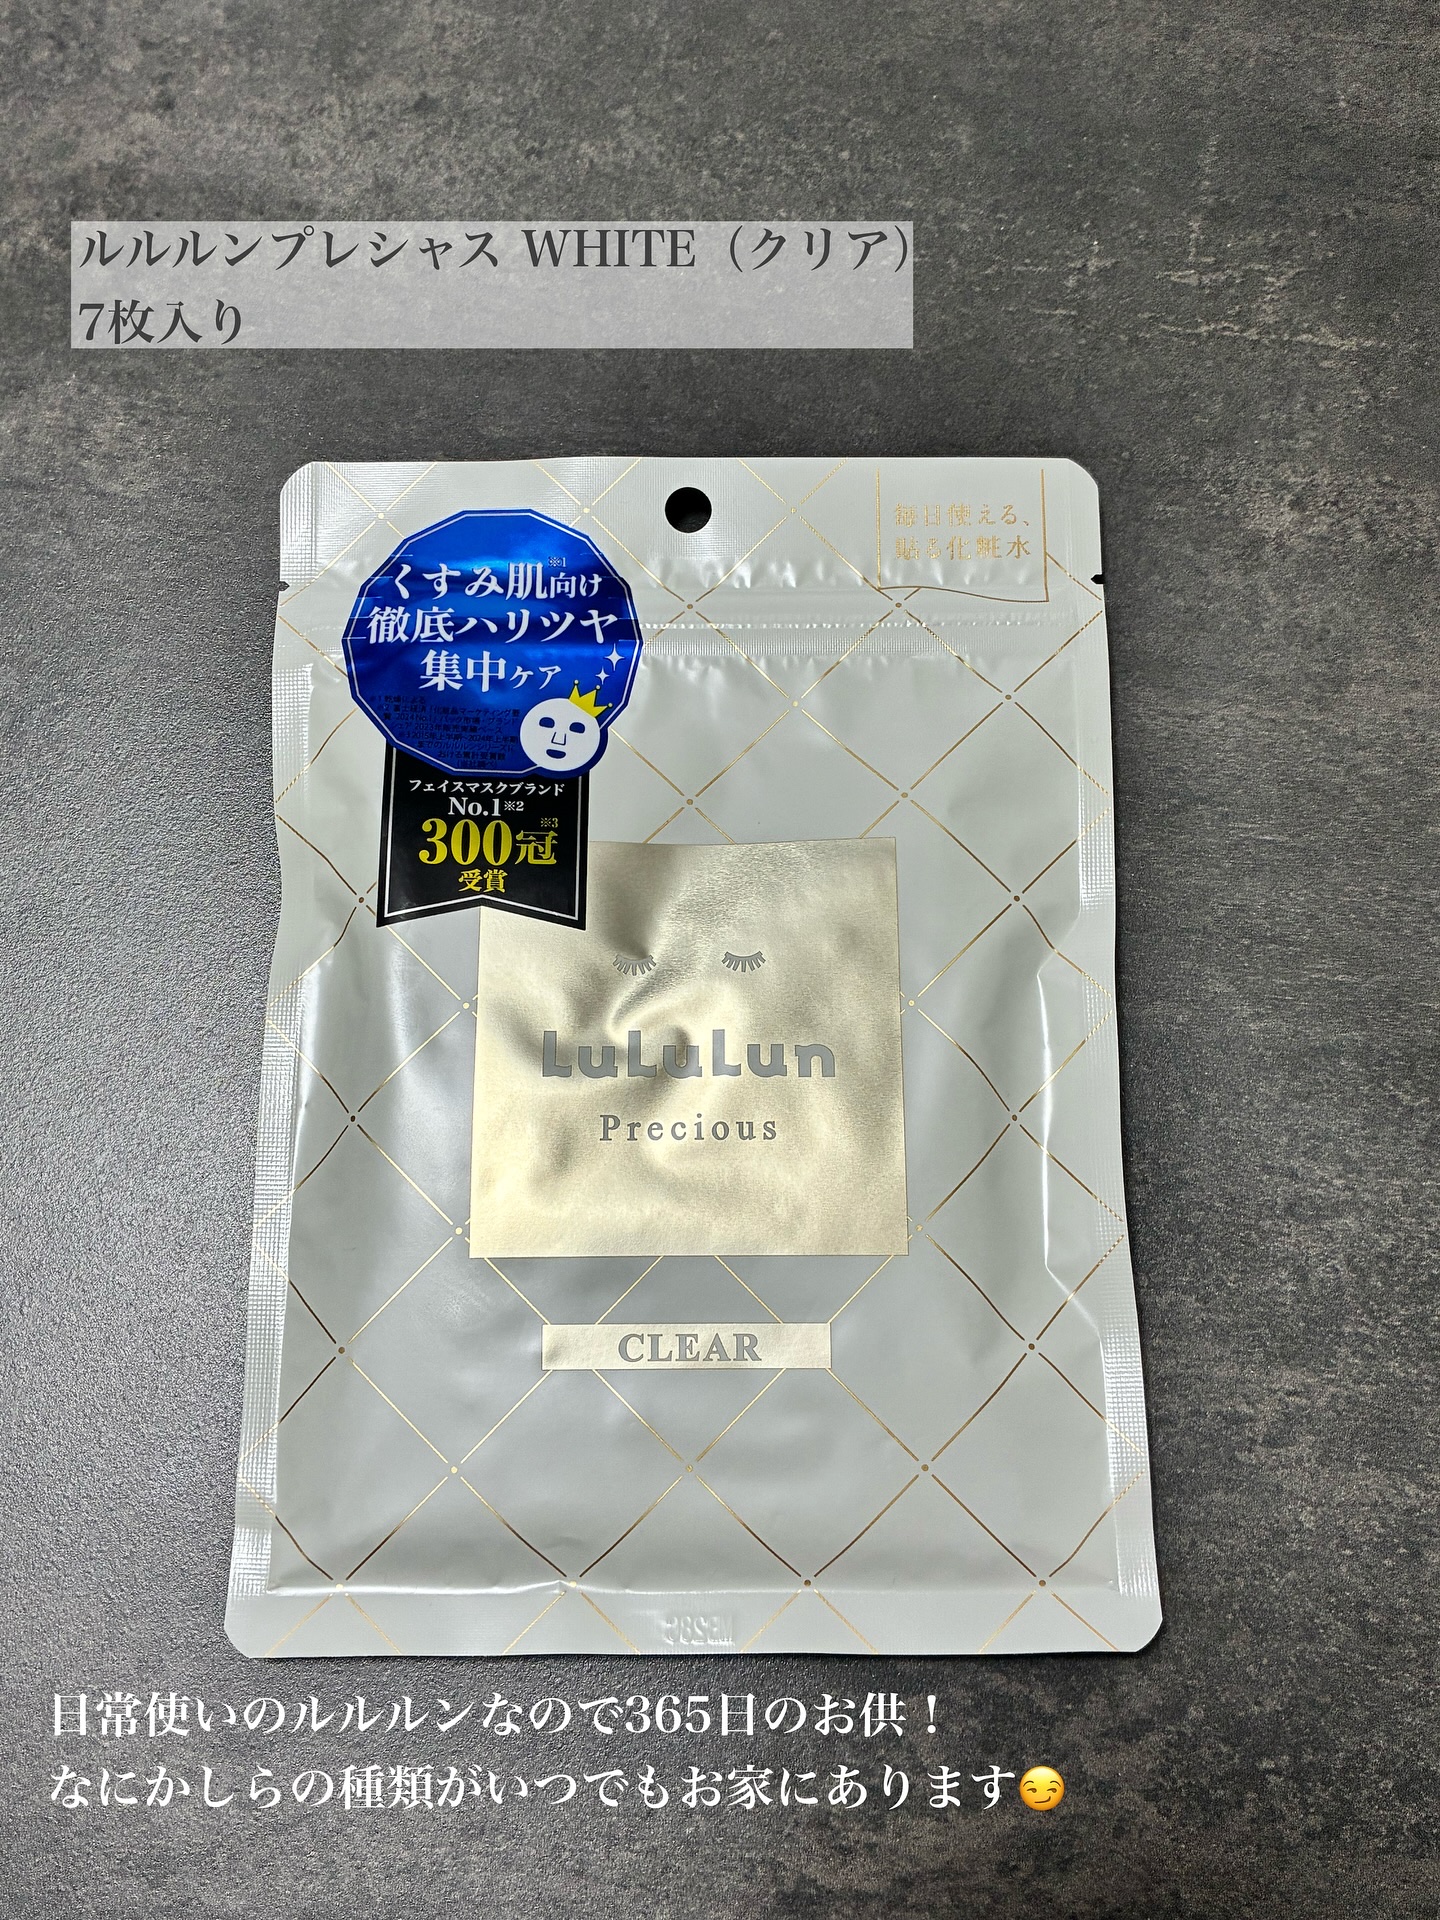 ルルルンプレシャス WHITE（クリア）
7枚入り
毎日使える、
貼る化粧水
くすみ肌※1向け
徹底ハリツヤ
集中ケア
フェイスマスクブランド
No.1※2
300冠※3
受賞
LuLuLun
Precious
CLEAR
日常使いのルルルンなので365日のお供！
なにかしらの種類がいつでもお家にあります😏